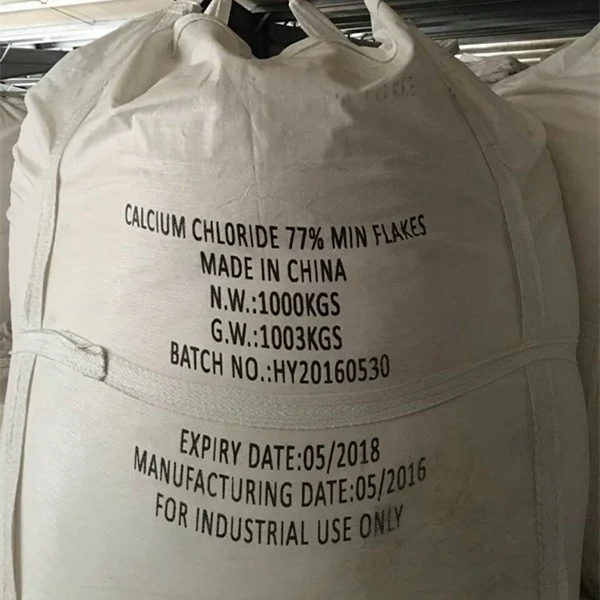 CALCIUM CHLORIDE 77% MIN FLAKES
MADE IN CHINA
N.W.:1000KGS
G.W.:1003KGS
BATCH NO.:HY20160530
EXPIRY DATE:05/2018
MANUFACTURING DATE:05/2016
FOR INDUSTRIAL USE ONLY